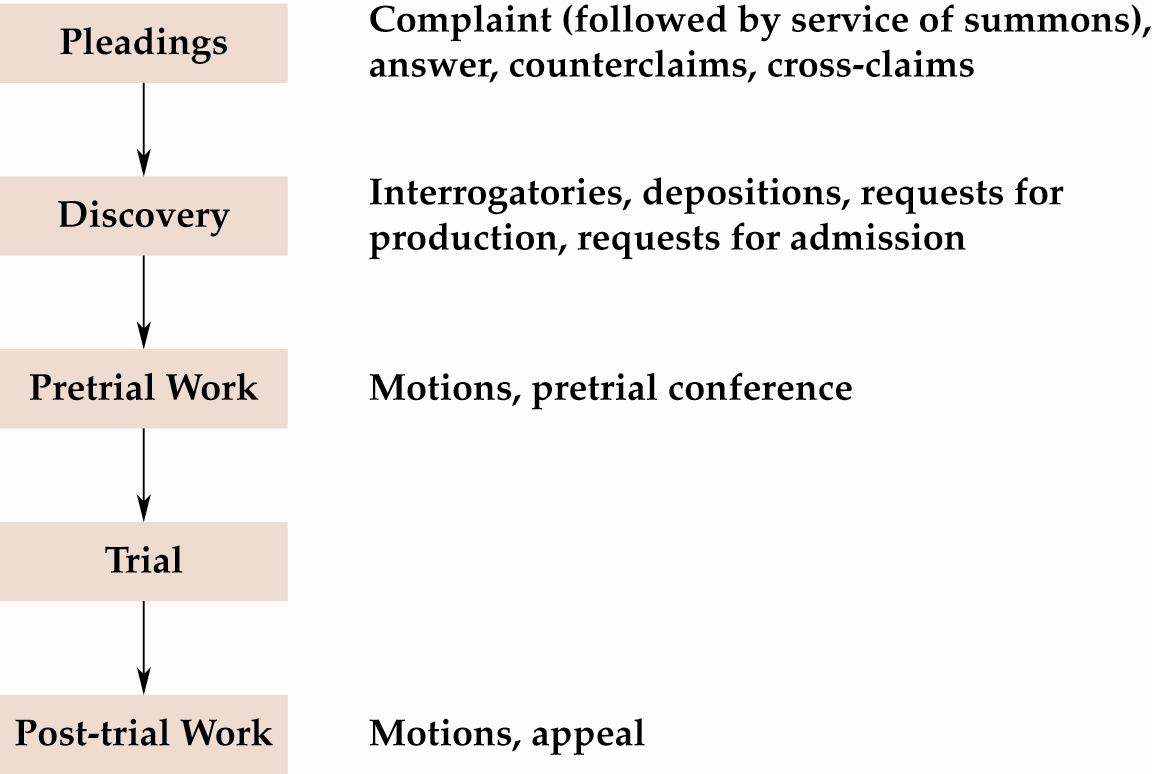 Pleadings
Complaint (followed by service of summons),
answer, counterclaims, cross-claims
Discovery
Interrogatories, depositions, requests for
production, requests for admission
Pretrial Work
Motions, pretrial conference
Trial
Post-trial Work
Motions, appeal